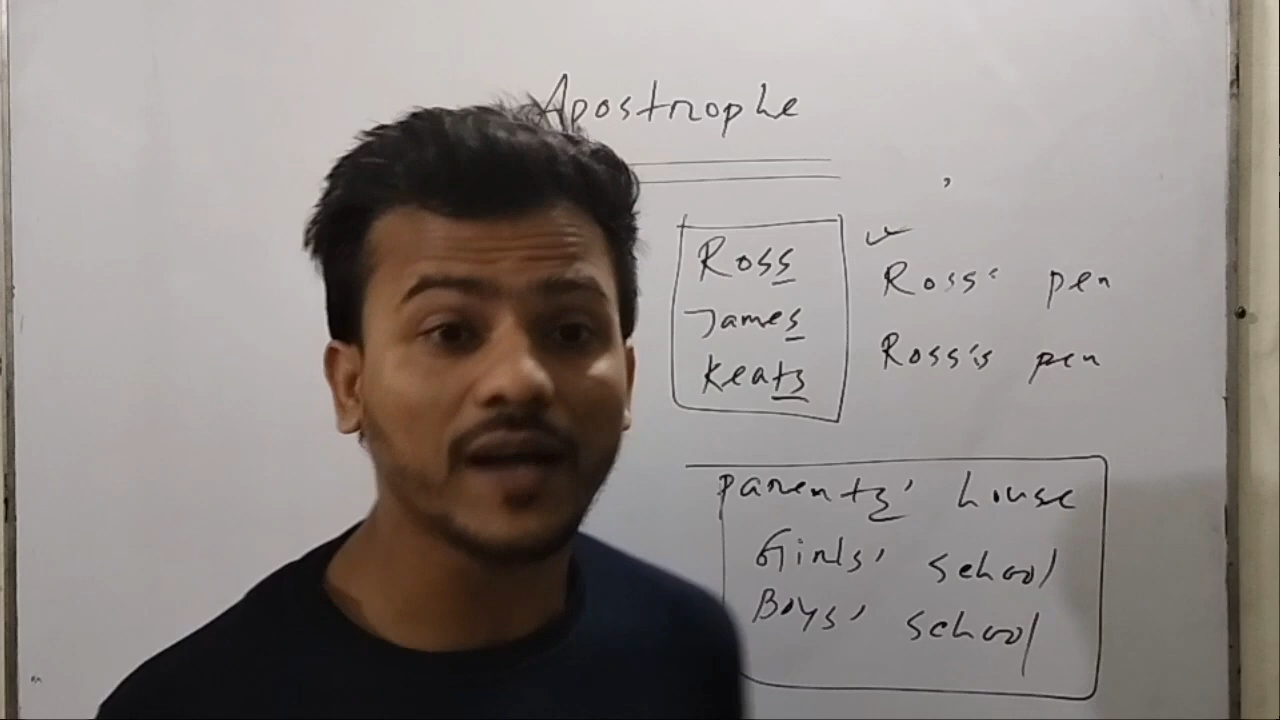 Apostrophe
,
Ross
James
Keats
Ross' pen
Ross's pen
parents' house
Girls' school
Boys' school